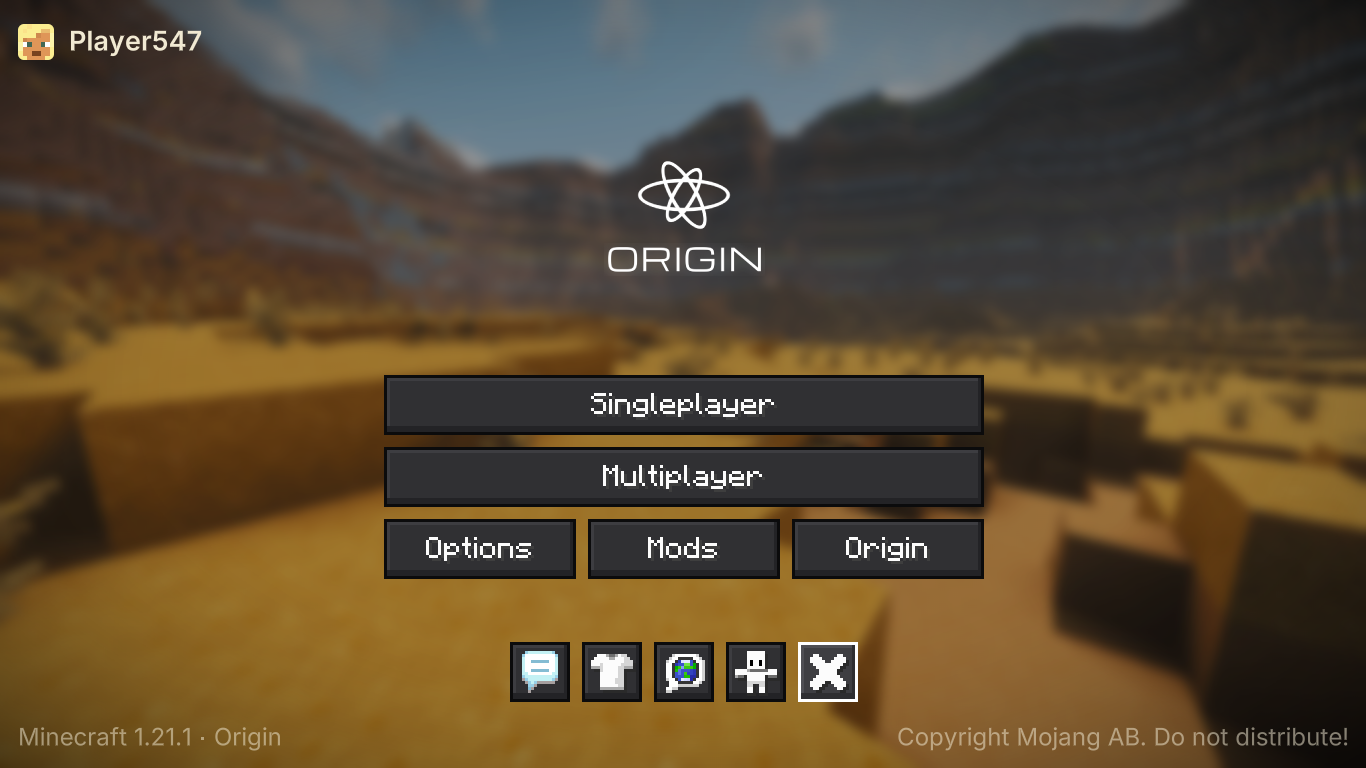 Player547
ORIGIN
Singleplayer
Multiplayer
Options
Mods
Origin
Minecraft 1.21.1 · Origin
Copyright Mojang AB. Do not distribute!